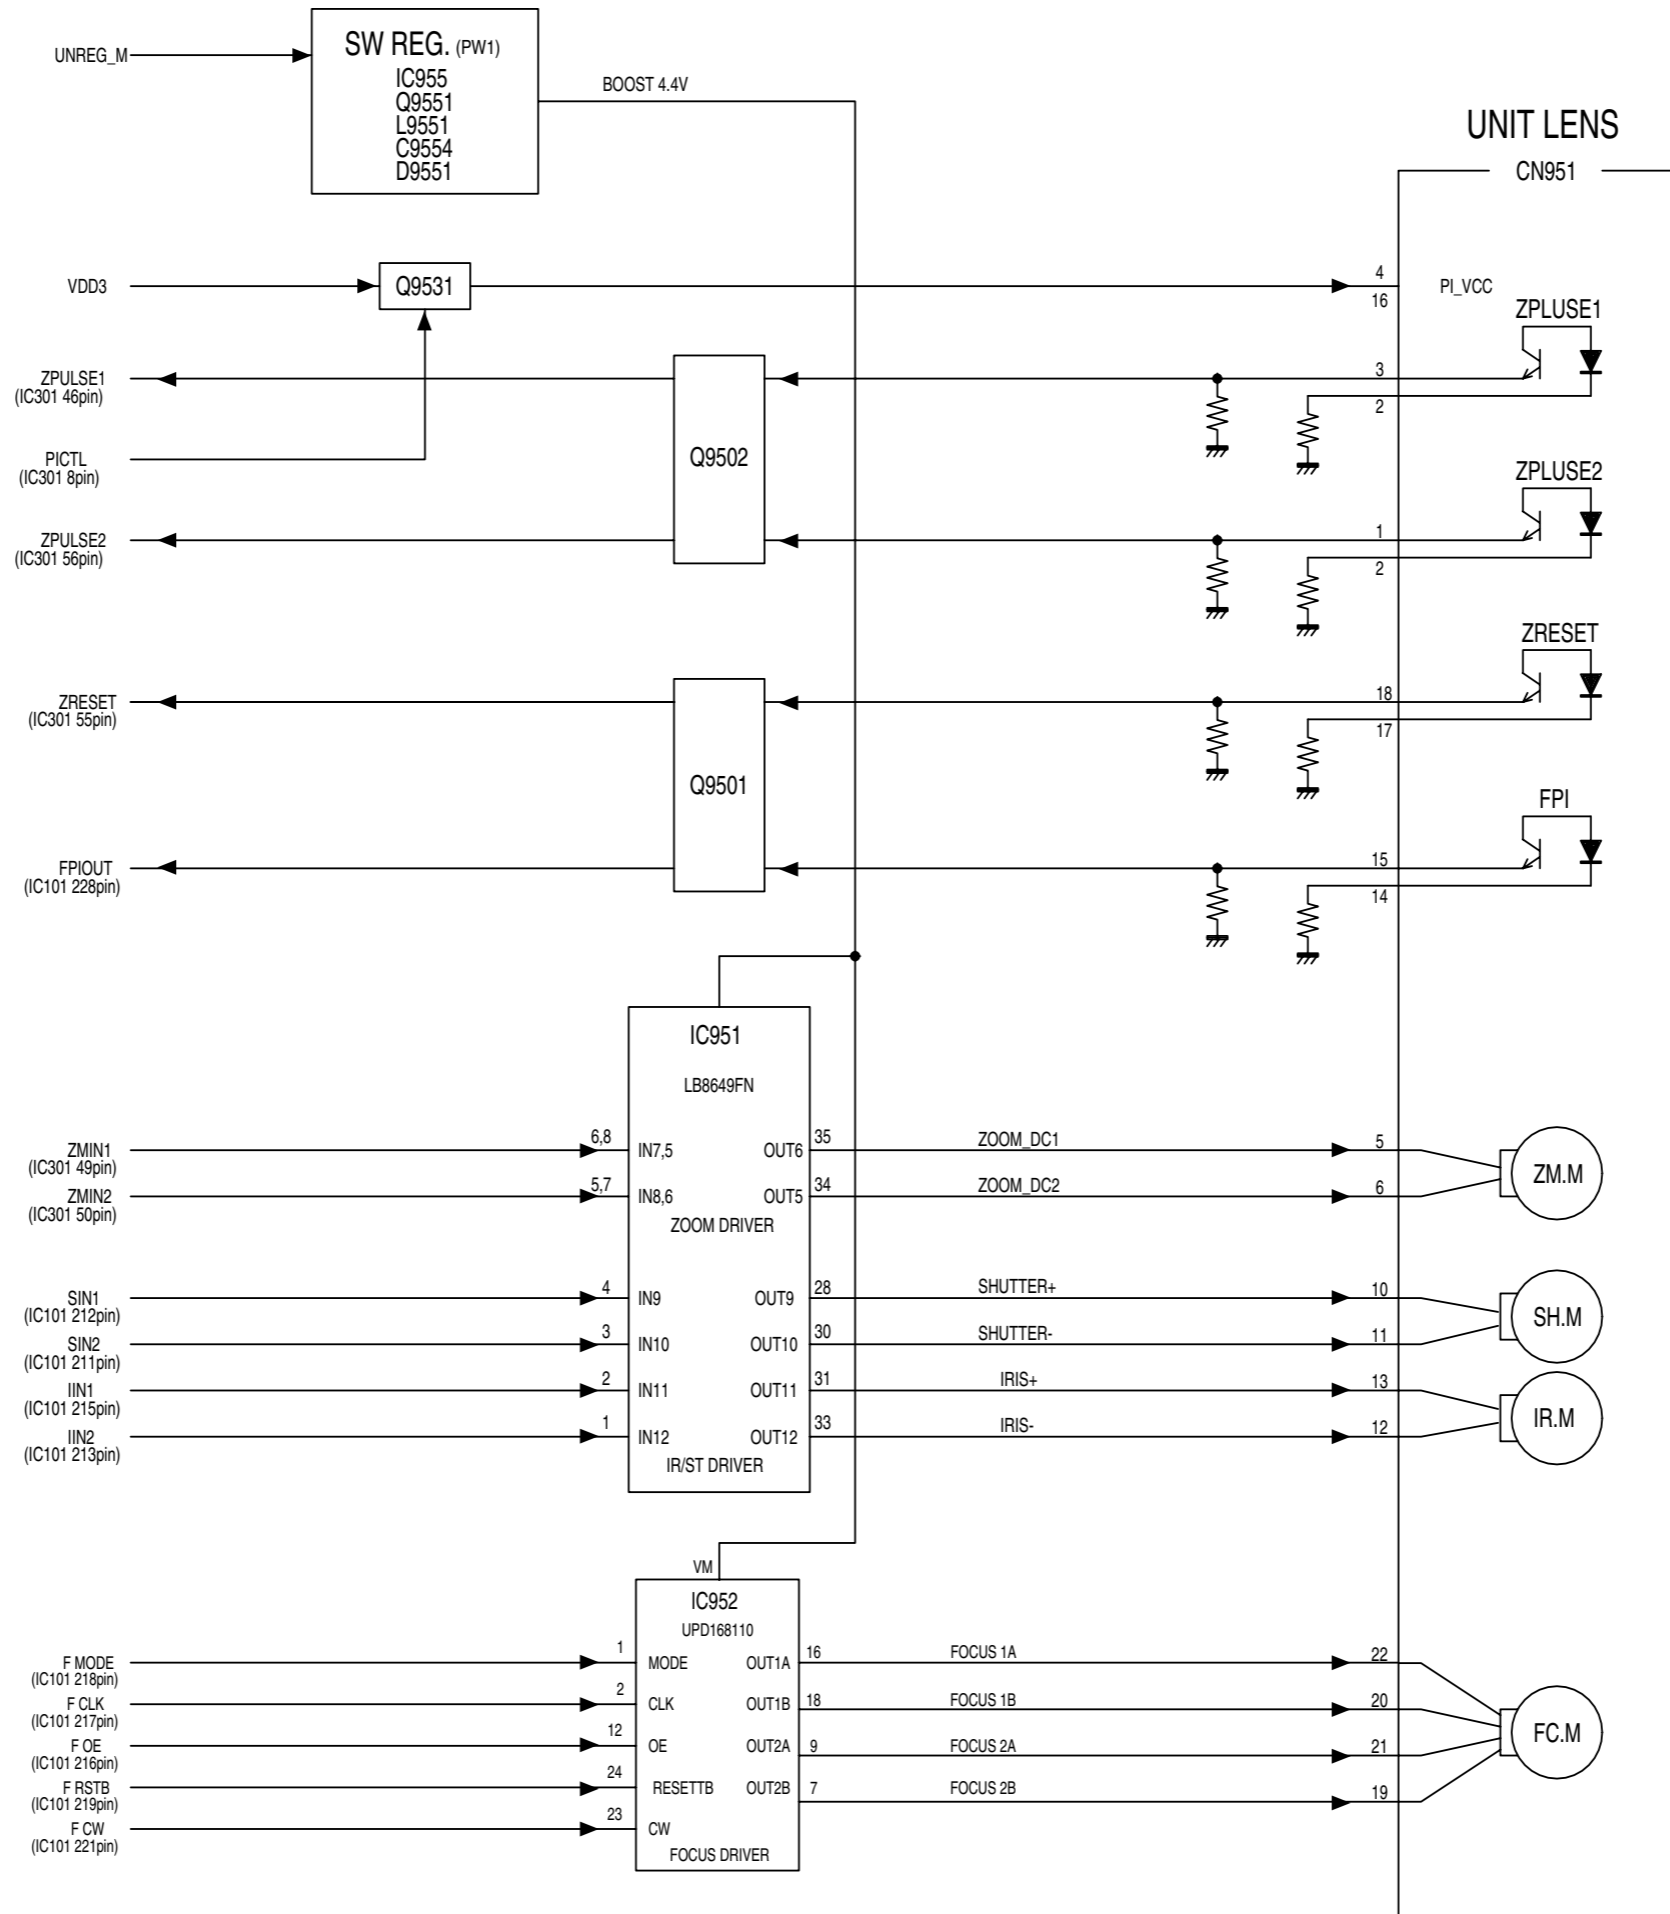 UNREG_M
SW REG. (PW1)
IC955
Q9551
L9551
C9554
D9551
BOOST 4.4V
UNIT LENS
CN951
VDD3
Q9531
4
16
PI_VCC
ZPLUSE1
ZPULSE1
(IC301 46pin)
3
2
PICTL
(IC301 8pin)
Q9502
ZPLUSE2
ZPULSE2
(IC301 56pin)
1
2
ZRESET
ZRESET
(IC301 55pin)
18
17
Q9501
FPI
FPIOUT
(IC101 228pin)
15
14
IC951
LB8649FN
ZMIN1
(IC301 49pin)
6,8
IN7,5
OUT6
35
ZOOM_DC1
5
ZMIN2
(IC301 50pin)
5,7
IN8,6
OUT5
34
ZOOM_DC2
6
ZM.M
ZOOM DRIVER
SIN1
(IC101 212pin)
4
IN9
OUT9
28
SHUTTER+
10
SIN2
(IC101 211pin)
3
IN10
OUT10
30
SHUTTER-
11
SH.M
IIN1
(IC101 215pin)
2
IN11
OUT11
31
IRIS+
13
IIN2
(IC101 213pin)
1
IN12
OUT12
33
IRIS-
12
IR.M
IR/ST DRIVER
VM
IC952
UPD168110
F MODE
(IC101 218pin)
1
MODE
OUT1A
16
FOCUS 1A
22
F CLK
(IC101 217pin)
2
CLK
OUT1B
18
FOCUS 1B
20
F OE
(IC101 216pin)
12
OE
OUT2A
9
FOCUS 2A
21
F RSTB
(IC101 219pin)
24
RESETTB
OUT2B
7
FOCUS 2B
19
FC.M
F CW
(IC101 221pin)
23
CW
FOCUS DRIVER